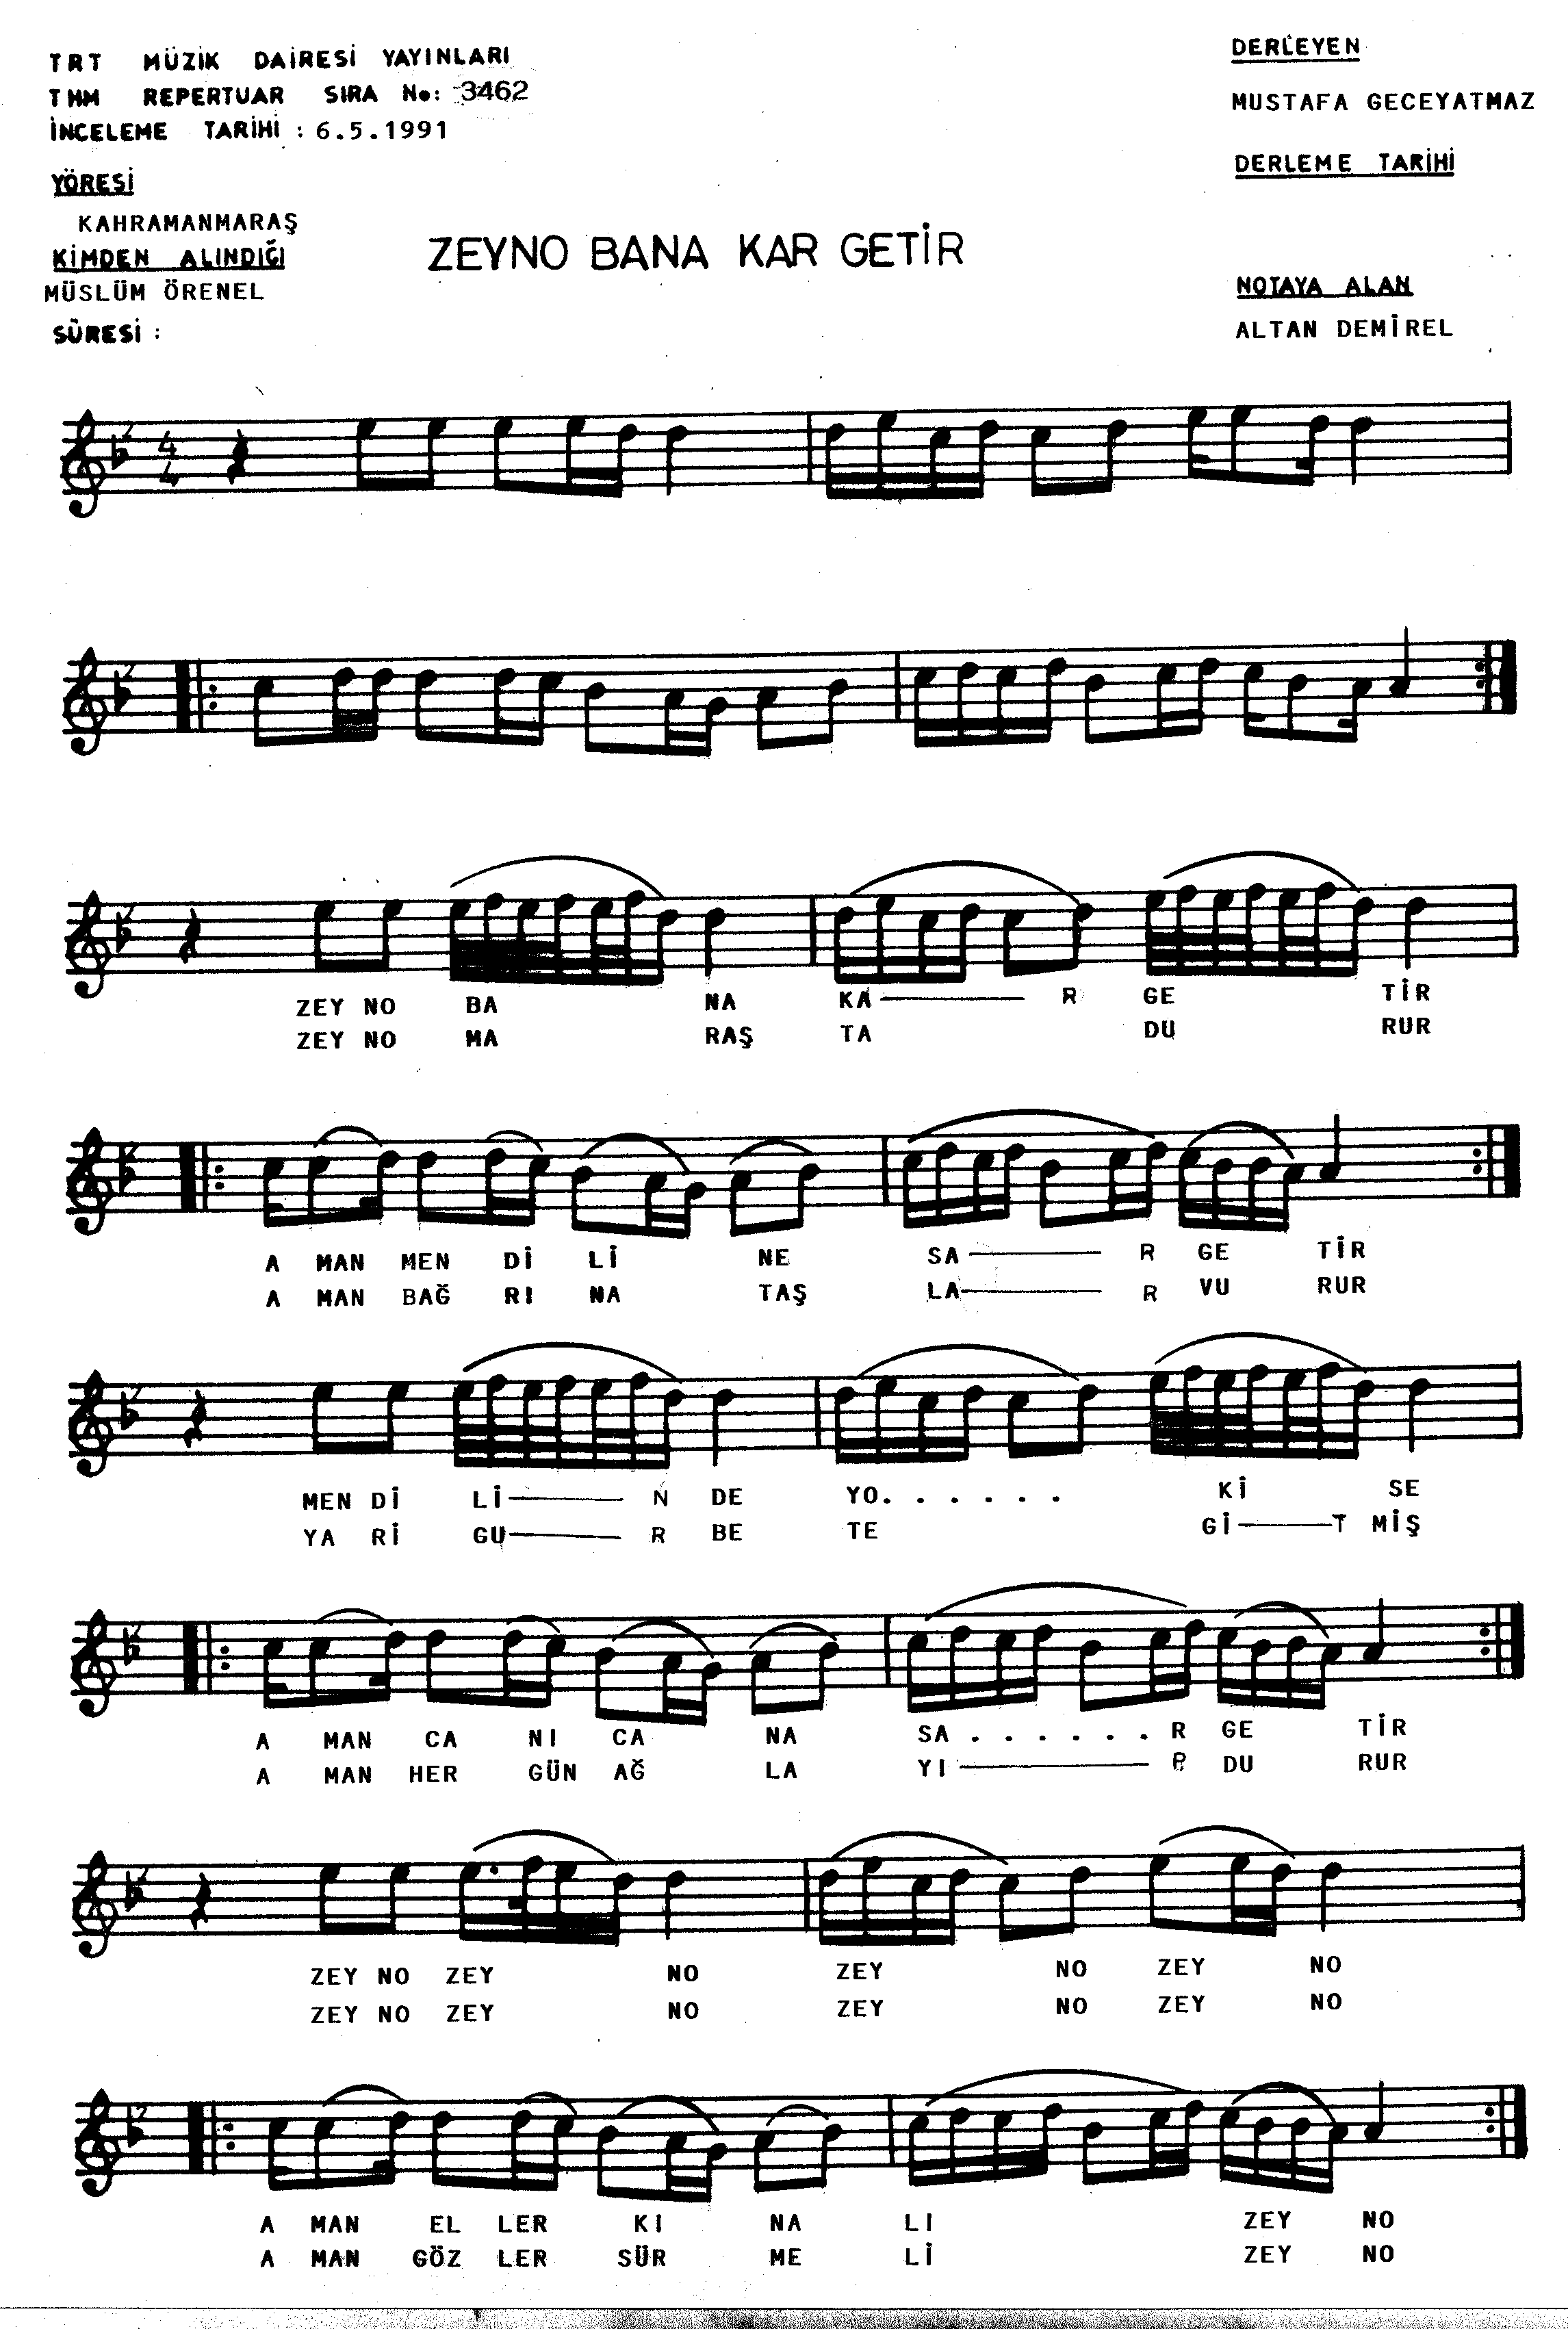 TRT MÜZİK DAİRESİ YAYINLARI
THM REPERTUAR SIRA No: 3462
İNCELEME TARİHİ : 6.5.1991
YÖRESİ
KAHRAMANMARAŞ
KİMDEN ALINDIĞI
MÜSLÜM ÖRENEL
SÜRESİ :
ZEYNO BANA KAR GETİR
DERLEYEN
MUSTAFA GECEYATMAZ
DERLEME TARİHİ
NOTAYA ALAN
ALTAN DEMİREL
4
4
ZEY NO BA NA KA——— R GE TİR
ZEY NO MA RAŞ TA DU RUR
A MAN MEN Dİ Lİ NE SA——— R GE TİR
A MAN BAĞ RI NA TAŞ LA——— R VU RUR
MEN Dİ Lİ——— N DE YO. . . . . . Kİ SE
YA Rİ GU——— R BE TE Gİ———T MİŞ
A MAN CA NI CA NA SA . . . . . . R GE TİR
A MAN HER GÜN AĞ LA YI——— R DU RUR
ZEY NO ZEY NO ZEY NO ZEY NO
ZEY NO ZEY NO ZEY NO ZEY NO
A MAN EL LER KI NA LI ZEY NO
A MAN GÖZ LER SÜR ME Lİ ZEY NO